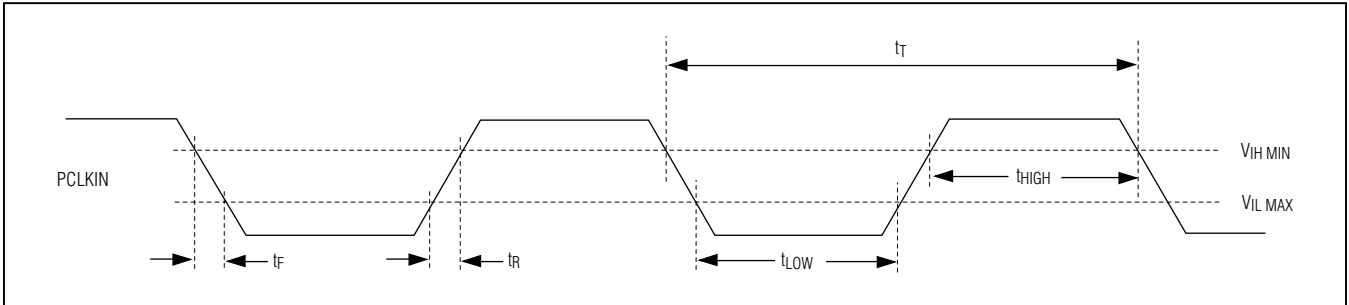 tT
VIH MIN
PCLKIN
tHIGH
VIL MAX
tF
tR
tLOW